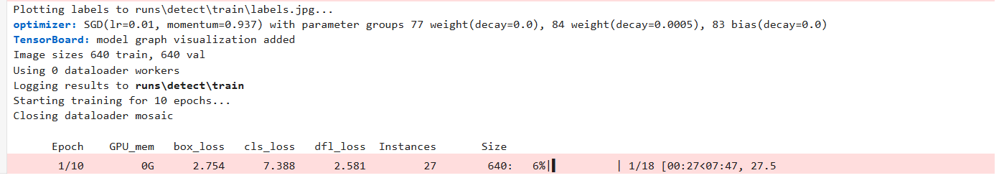 Plotting labels to runs\detect\train\labels.jpg...
optimizer: SGD(lr=0.01, momentum=0.937) with parameter groups 77 weight(decay=0.0), 84 weight(decay=0.0005), 83 bias(decay=0.0)
TensorBoard: model graph visualization added
Image sizes 640 train, 640 val
Using 0 dataloader workers
Logging results to runs\detect\train
Starting training for 10 epochs...
Closing dataloader mosaic
Epoch GPU_mem box_loss cls_loss dfl_loss Instances Size
1/10 0G 2.754 7.388 2.581 27 640: 6%|▌ | 1/18 [00:27<07:47, 27.5